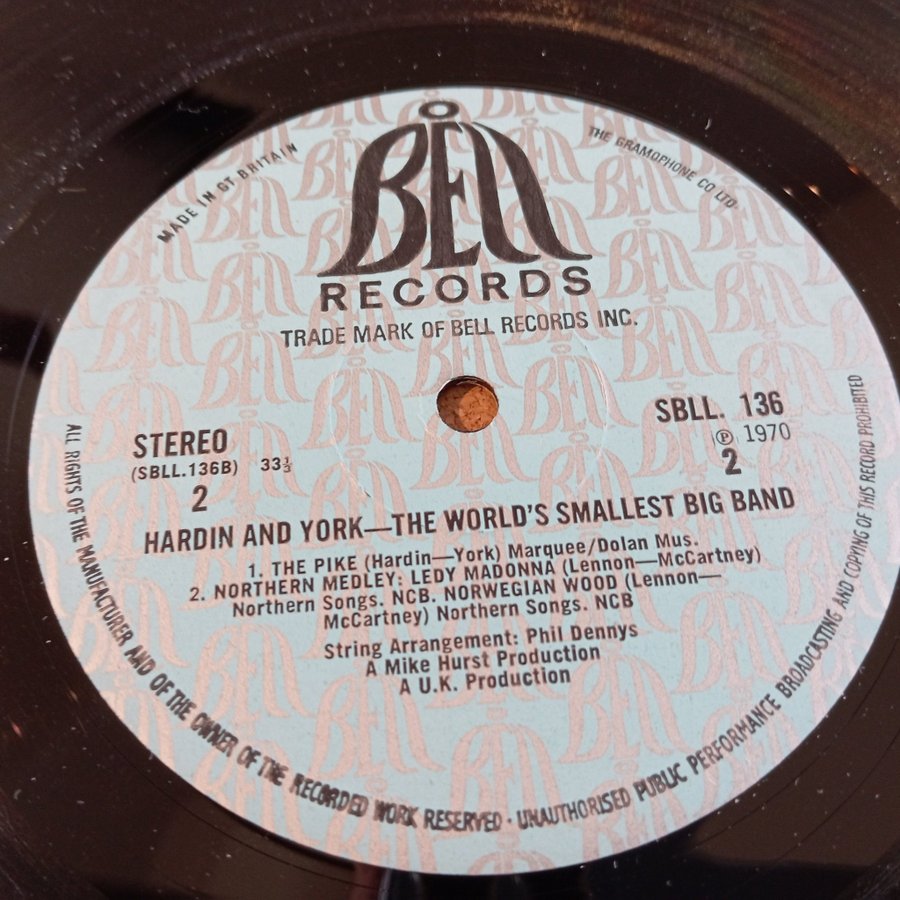 BELL
RECORDS
TRADE MARK OF BELL RECORDS INC.
MADE IN GT BRITAIN
THE GRAMOPHONE CO LTD
STEREO
(SBLL.136B) 33⅓
2
SBLL. 136
℗ 1970
2
HARDIN AND YORK—THE WORLD'S SMALLEST BIG BAND
1. THE PIKE (Hardin—York) Marquee/Dolan Mus.
2. NORTHERN MEDLEY: LEDY MADONNA (Lennon—McCartney)
Northern Songs. NCB. NORWEGIAN WOOD (Lennon—
McCartney) Northern Songs. NCB
String Arrangement: Phil Dennys
A Mike Hurst Production
A U.K. Production
ALL RIGHTS OF THE MANUFACTURER AND OF THE OWNER OF THE RECORDED WORK RESERVED · UNAUTHORISED PUBLIC PERFORMANCE BROADCASTING AND COPYING OF THIS RECORD PROHIBITED